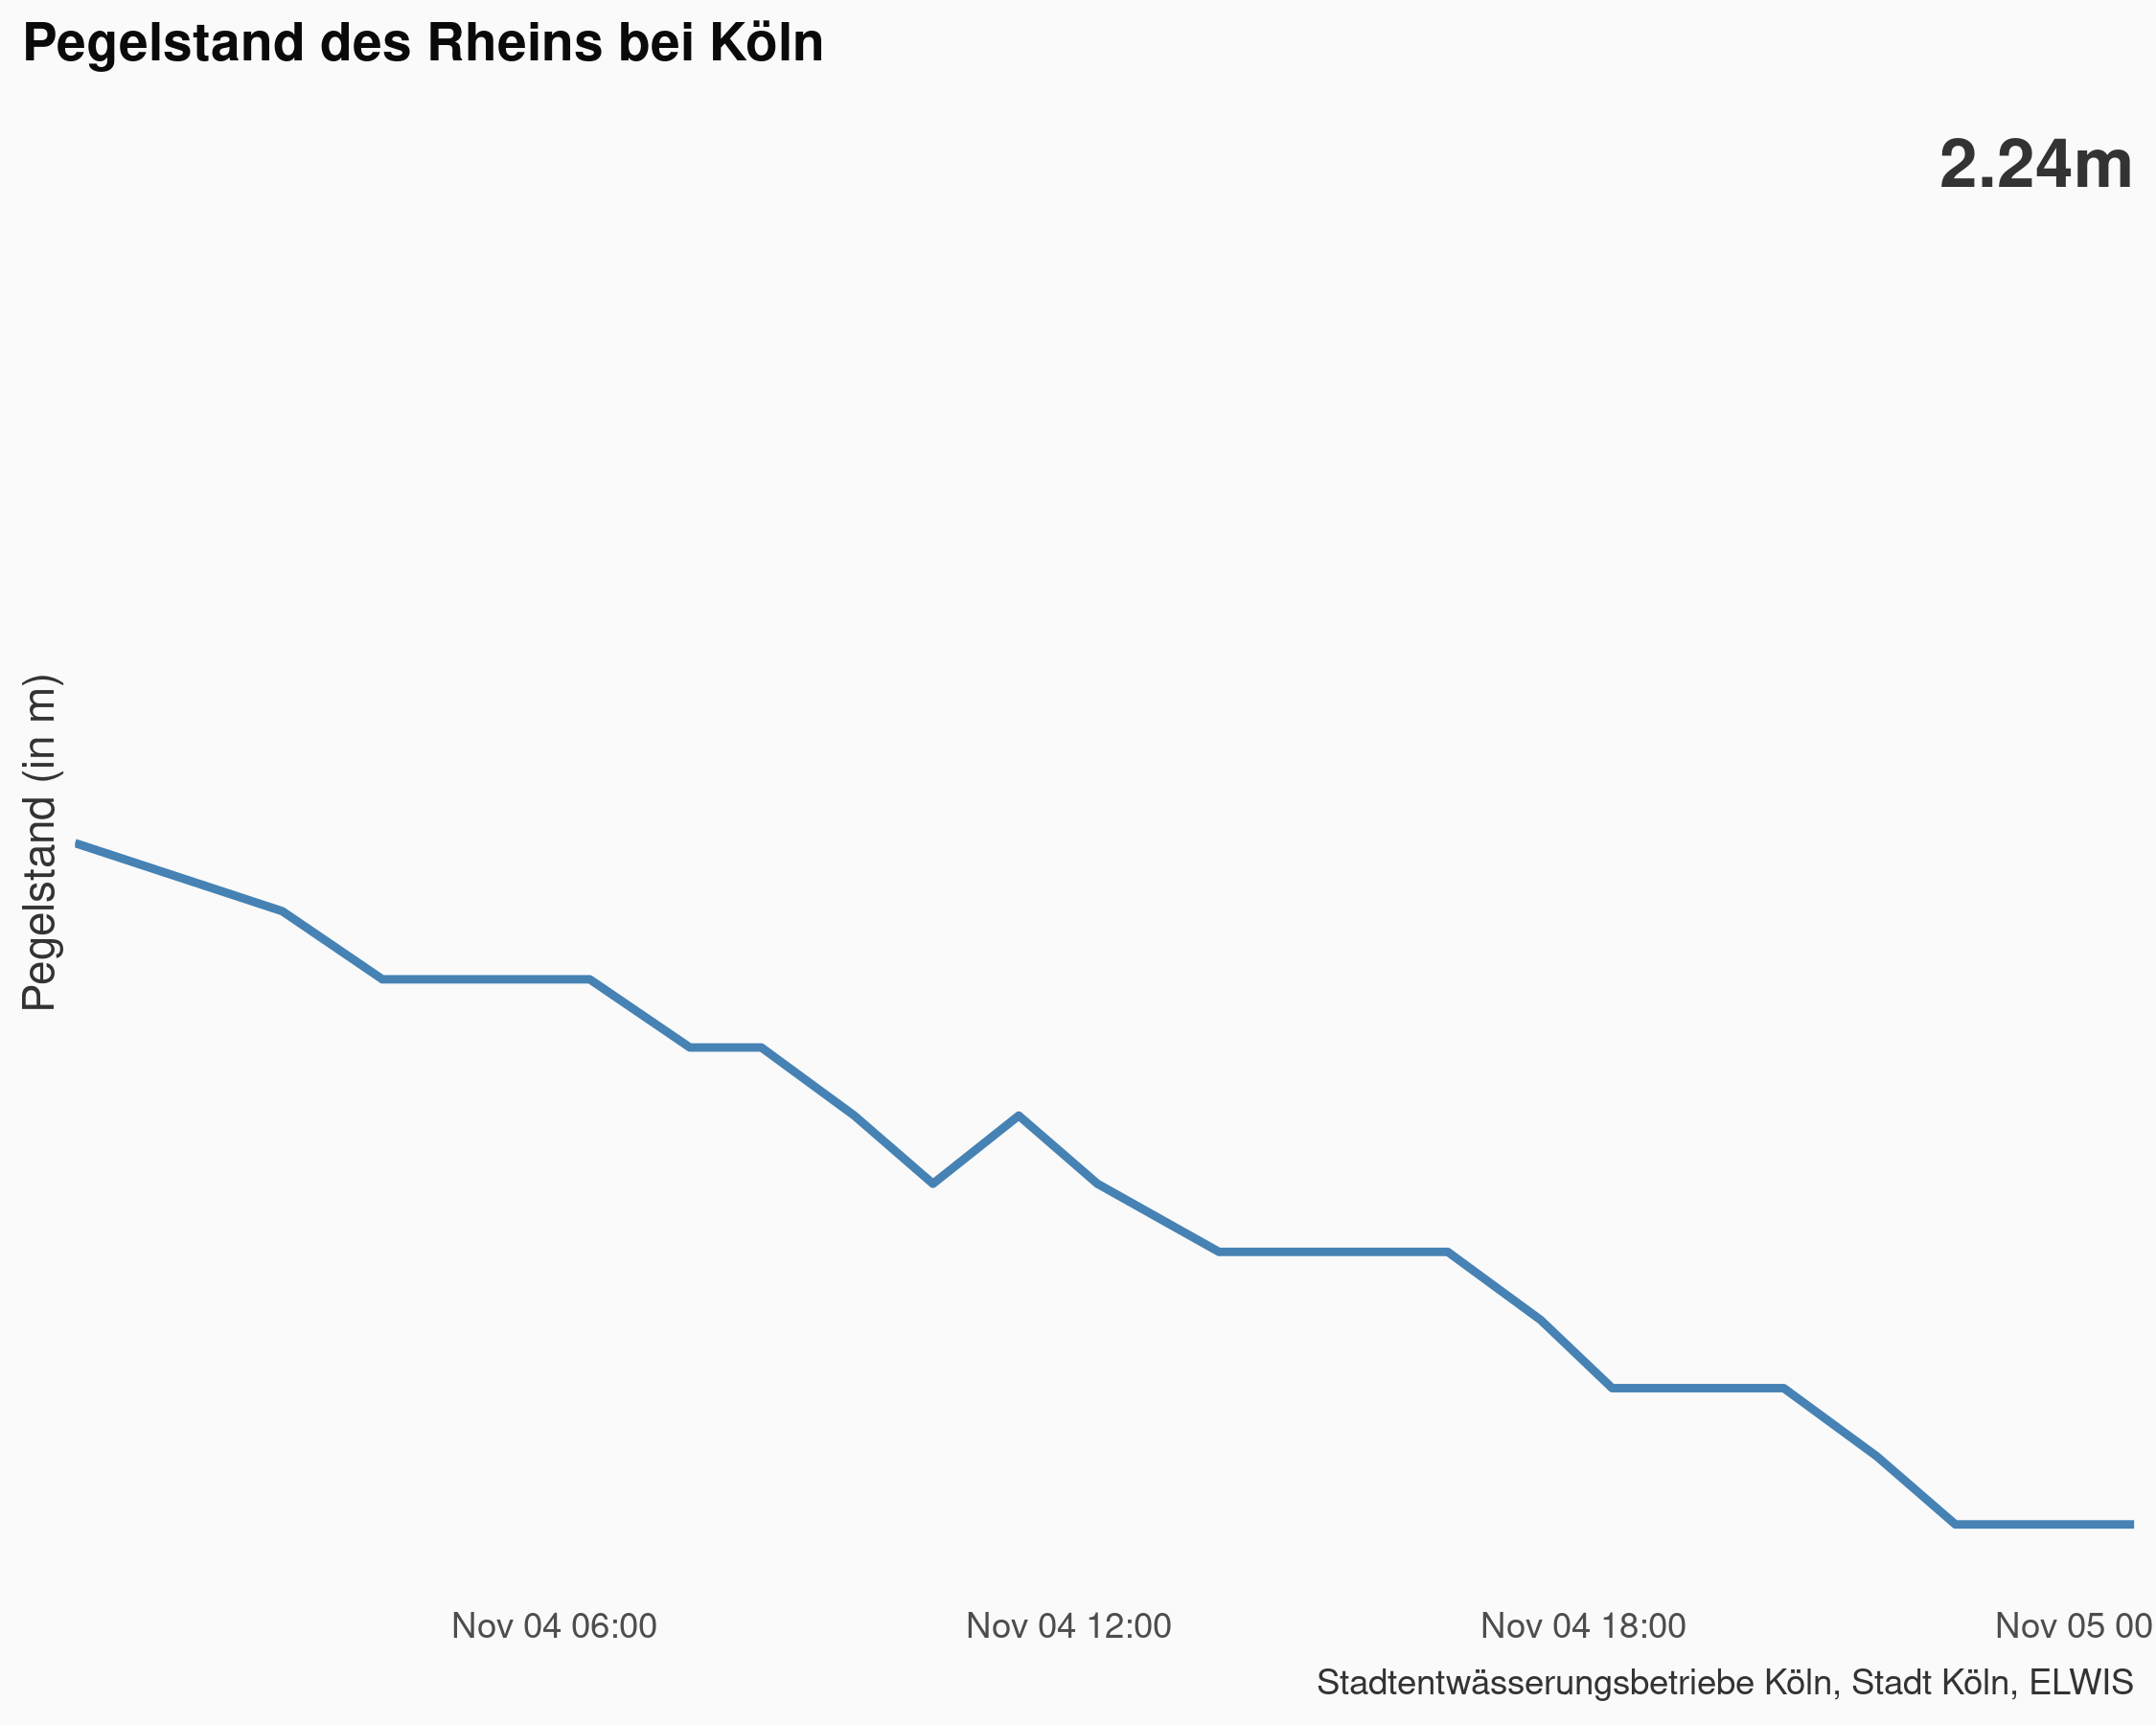 Pegelstand des Rheins bei Köln
2.24m
Pegelstand (in m)
Nov 04 06:00
Nov 04 12:00
Nov 04 18:00
Nov 05 00
Stadtentwässerungsbetriebe Köln, Stadt Köln, ELWIS